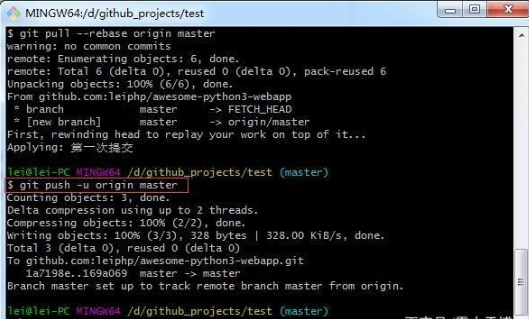 MINGW64:/d/github_projects/test
$ git pull --rebase origin master
warning: no common commits
remote: Enumerating objects: 6, done.
remote: Total 6 (delta 0), reused 0 (delta 0), pack-reused 6
Unpacking objects: 100% (6/6), done.
From github.com:leiphp/awesome-python3-webapp
* branch master -> FETCH_HEAD
* [new branch] master -> origin/master
First, rewinding head to replay your work on top of it...
Applying: 第一次提交
lei@lei-PC MINGW64 /d/github_projects/test (master)
$ git push -u origin master
Counting objects: 3, done.
Delta compression using up to 2 threads.
Compressing objects: 100% (2/2), done.
Writing objects: 100% (3/3), 328 bytes | 328.00 KiB/s, done.
Total 3 (delta 0), reused 0 (delta 0)
To github.com:leiphp/awesome-python3-webapp.git
1a7198e..169a069 master -> master
Branch master set up to track remote branch master from origin.
lei@lei-PC MINGW64 /d/github_projects/test (master)